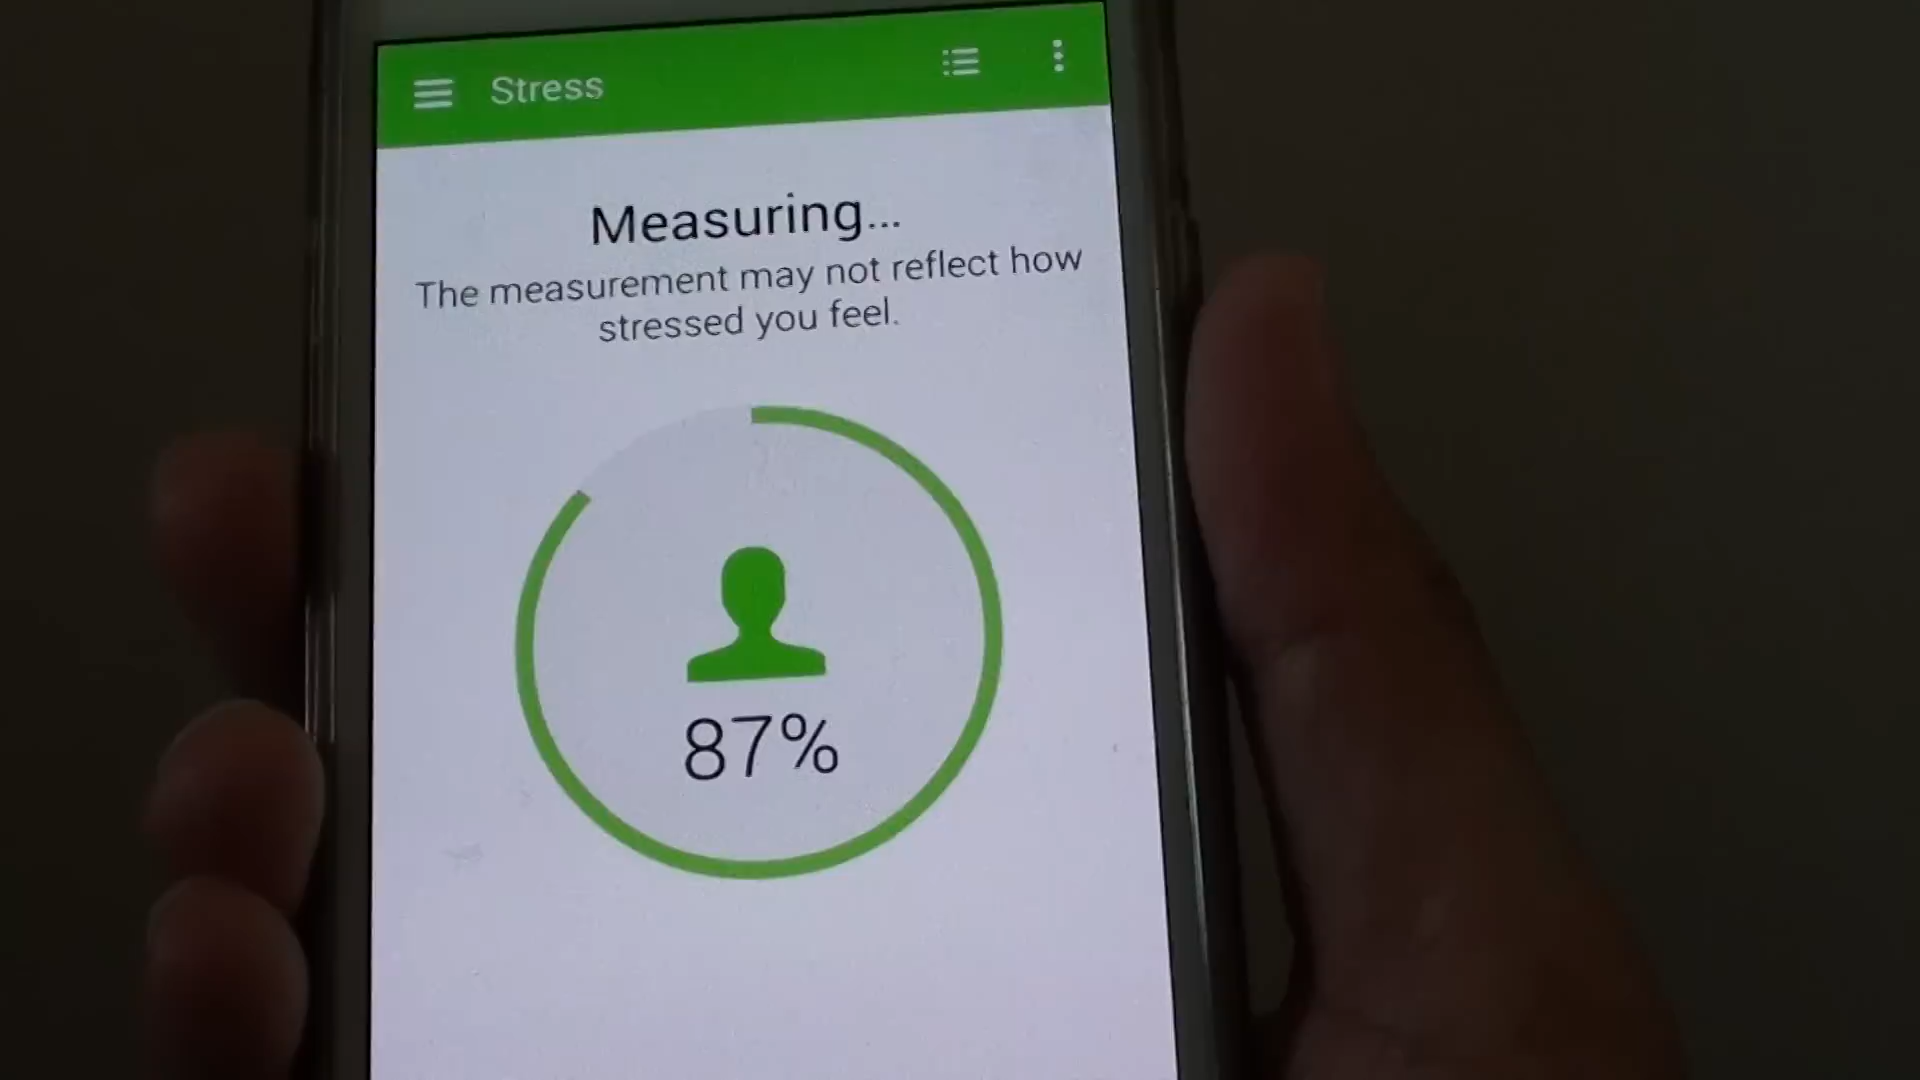 Stress
Measuring...
The measurement may not reflect how
stressed you feel.
87%